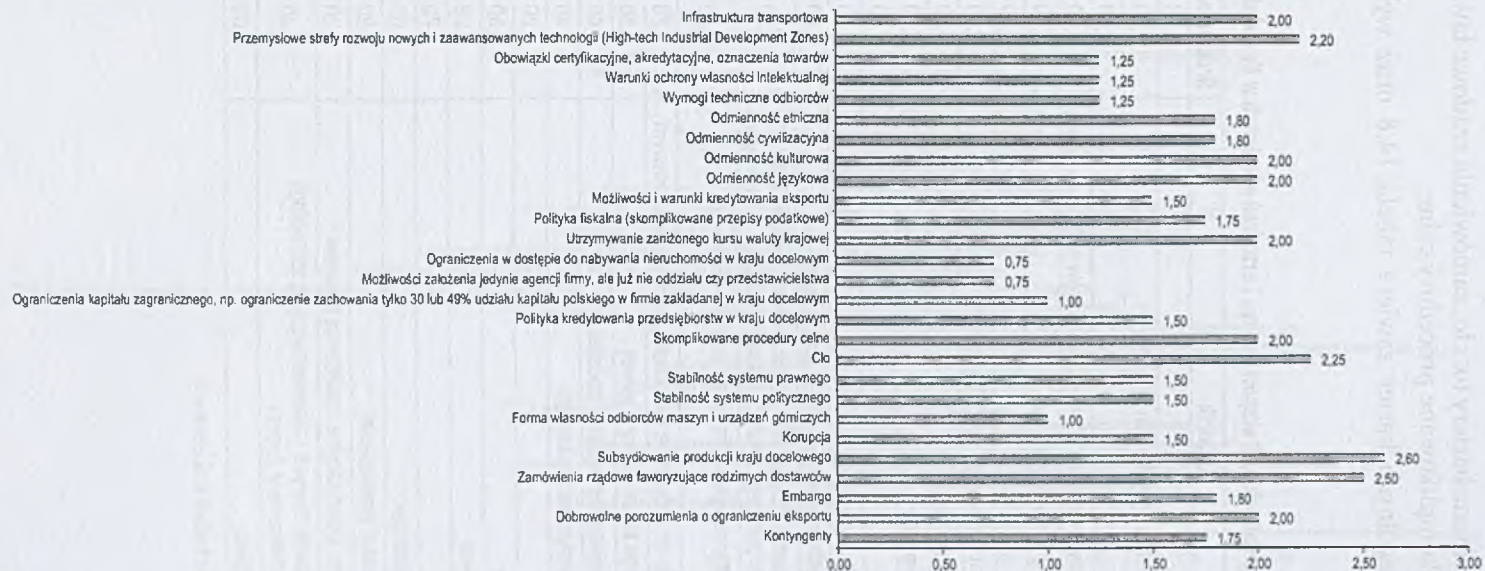 Infrastruktura transportowa 2,00
Przemysłowe strefy rozwoju nowych i zaawansowanych technologii (High-tech Industrial Development Zones) 2,20
Obowiązki certyfikacyjne, akredytacyjne, oznaczenia towarów 1,25
Warunki ochrony własności Intelektualnej 1,25
Wymogi techniczne odbiorców 1,25
Odmienność etniczna 1,80
Odmienność cywilizacyjna 1,80
Odmienność kulturowa 2,00
Odmienność językowa 2,00
Możliwości i warunki kredytowania eksportu 1,50
Polityka fiskalna (skomplikowane przepisy podatkowe) 1,75
Utrzymywanie zaniżonego kursu waluty krajowej 2,00
Ograniczenia w dostępie do nabywania nieruchomości w kraju docelowym 0,75
Możliwości założenia jedynie agencji firmy, ale już nie oddziału czy przedstawicielstwa 0,75
Ograniczenia kapitału zagranicznego, np. ograniczenie zachowania tylko 30 lub 49% udziału kapitału polskiego w firmie zakładanej w kraju docelowym 1,00
Polityka kredytowania przedsiębiorstw w kraju docelowym 1,50
Skomplikowane procedury celne 2,00
Cło 2,25
Stabilność systemu prawnego 1,50
Stabilność systemu politycznego 1,50
Forma własności odbiorców maszyn i urządzeń górniczych 1,00
Korupcja 1,50
Subsydiowanie produkcji kraju docelowego 2,60
Zamówienia rządowe faworyzujące rodzimych dostawców 2,50
Embargo 1,80
Dobrowolne porozumienia o ograniczeniu eksportu 2,00
Kontyngenty 1,75
0,00 0,50 1,00 1,50 2,00 2,50 3,00